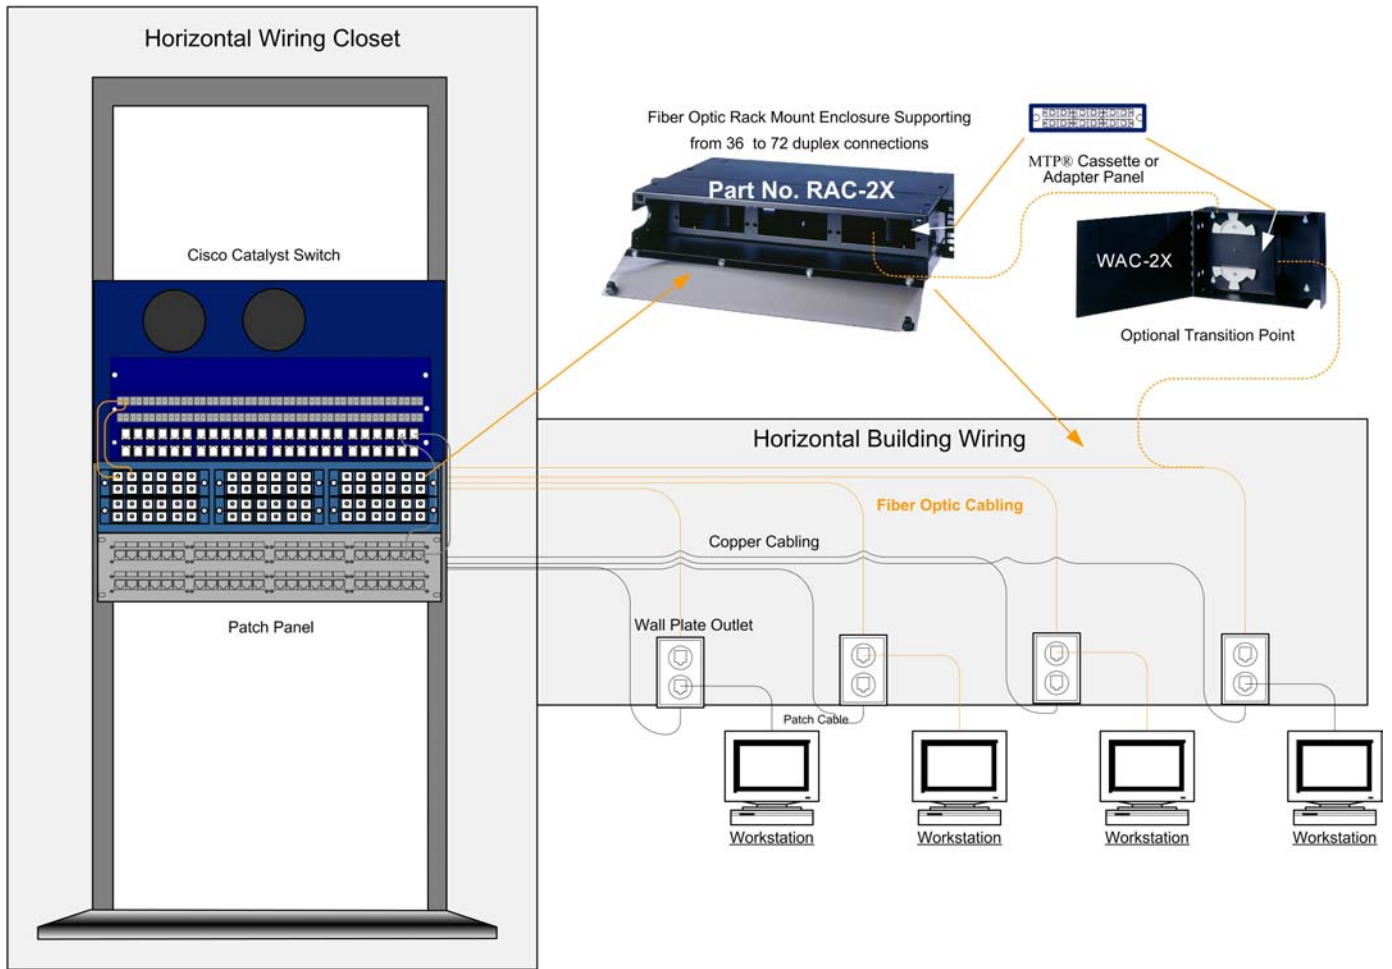 Horizontal Wiring Closet
Cisco Catalyst Switch
Patch Panel
Fiber Optic Rack Mount Enclosure Supporting
from 36 to 72 duplex connections
Part No. RAC-2X
MTP® Cassette or
Adapter Panel
WAC-2X
Optional Transition Point
Horizontal Building Wiring
Fiber Optic Cabling
Copper Cabling
Wall Plate Outlet
Patch Cable
Workstation
Workstation
Workstation
Workstation